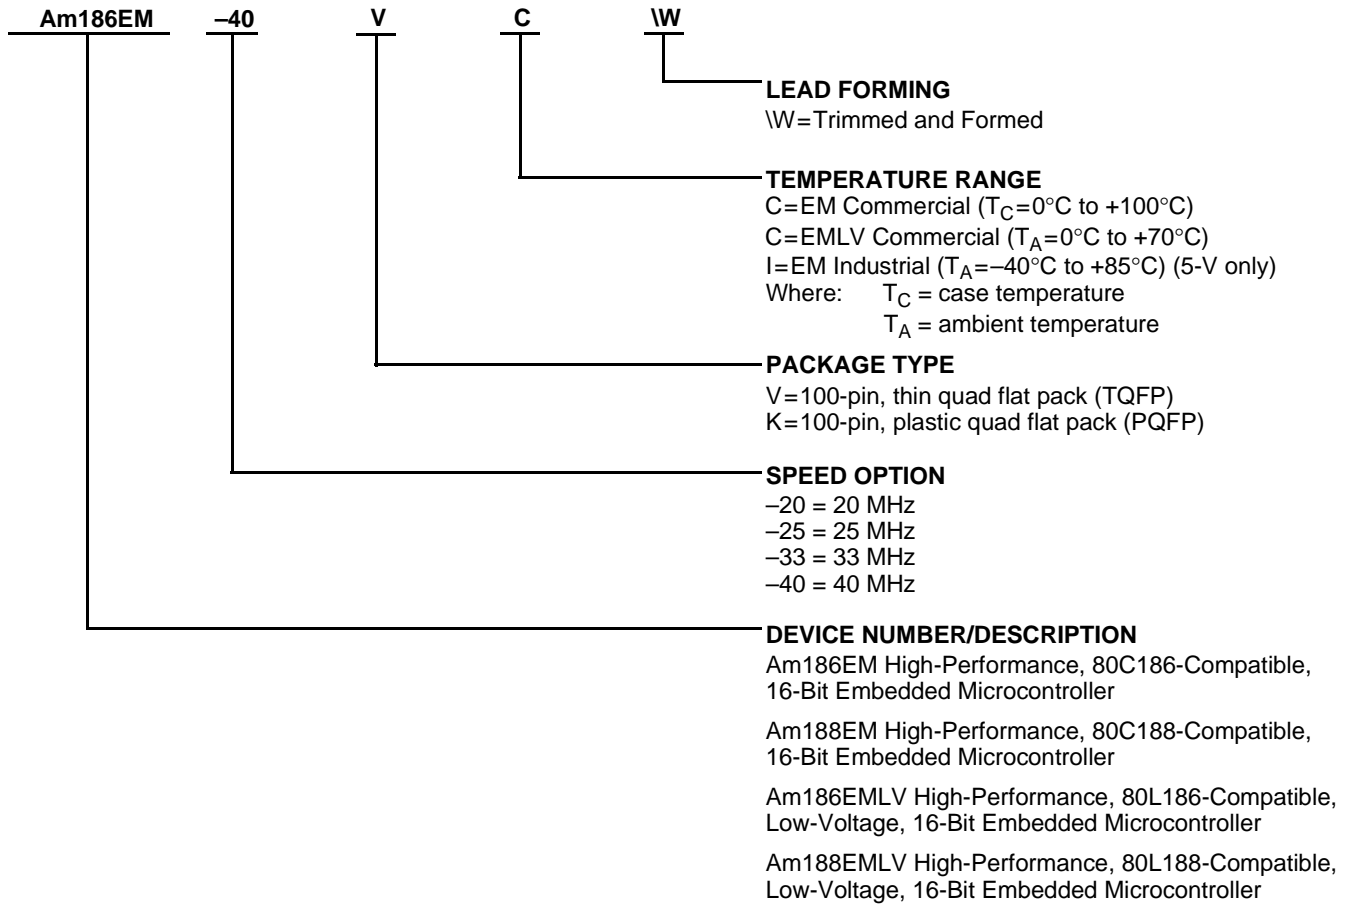 Am186EM –40 V C \W
LEAD FORMING
\W=Trimmed and Formed
TEMPERATURE RANGE
C=EM Commercial (TC=0°C to +100°C)
C=EMLV Commercial (TA=0°C to +70°C)
I=EM Industrial (TA=–40°C to +85°C) (5-V only)
Where: TC = case temperature
TA = ambient temperature
PACKAGE TYPE
V=100-pin, thin quad flat pack (TQFP)
K=100-pin, plastic quad flat pack (PQFP)
SPEED OPTION
–20 = 20 MHz
–25 = 25 MHz
–33 = 33 MHz
–40 = 40 MHz
DEVICE NUMBER/DESCRIPTION
Am186EM High-Performance, 80C186-Compatible,
16-Bit Embedded Microcontroller
Am188EM High-Performance, 80C188-Compatible,
16-Bit Embedded Microcontroller
Am186EMLV High-Performance, 80L186-Compatible,
Low-Voltage, 16-Bit Embedded Microcontroller
Am188EMLV High-Performance, 80L188-Compatible,
Low-Voltage, 16-Bit Embedded Microcontroller